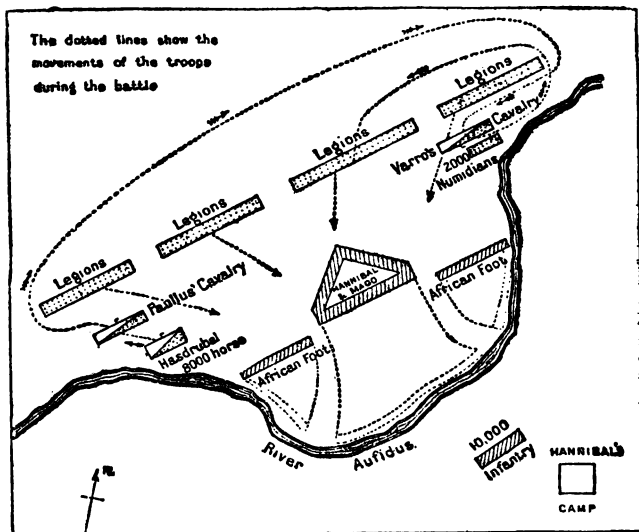 The dotted lines show the
movements of the troops
during the battle
Legions
Legions
Legions
Legions
Varro's Cavalry
2000
Numidians
Paullus' Cavalry
Hasdrubal
8000 horse
HANNIBAL
& MAGO
African Foot
African Foot
River Aufidus
10.000
Infantry
HANNIBAL'S
CAMP